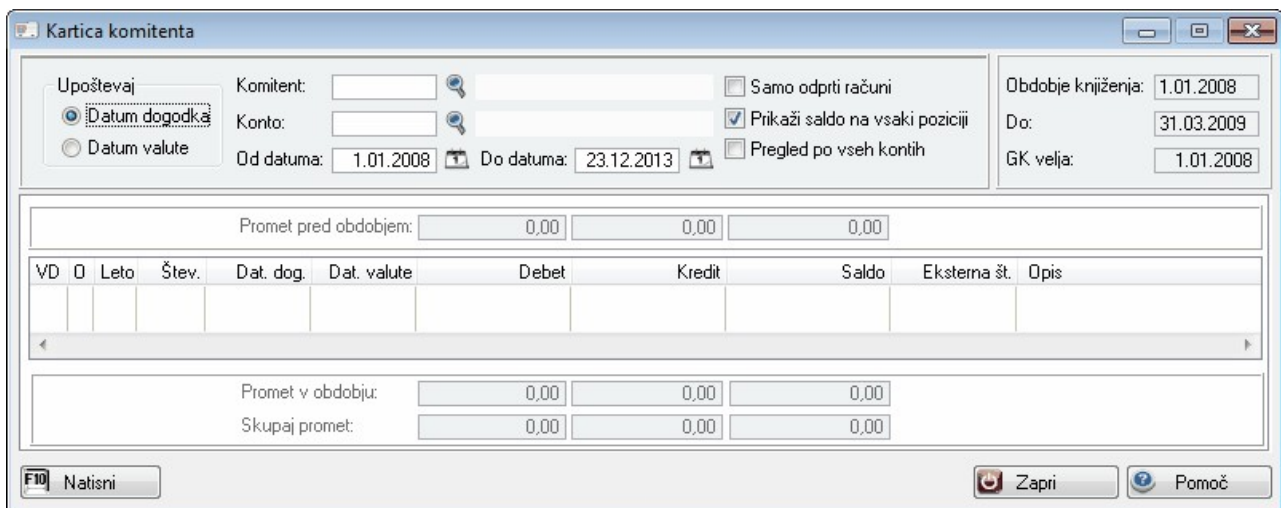 Kartica komitenta
Upoštevaj
Datum dogodka
Datum valute
Komitent:
Konto:
Od datuma: 1.01.2008 Do datuma: 23.12.2013
Samo odprti računi
Prikaži saldo na vsaki poziciji
Pregled po vseh kontih
Obdobje knjiženja: 1.01.2008
Do: 31.03.2009
GK velja: 1.01.2008
Promet pred obdobjem: 0,00 0,00 0,00
VD O Leto Štev. Dat. dog. Dat. valute Debet Kredit Saldo Eksterna št. Opis
Promet v obdobju: 0,00 0,00 0,00
Skupaj promet: 0,00 0,00 0,00
F10 Natisni Zapri Pomoč